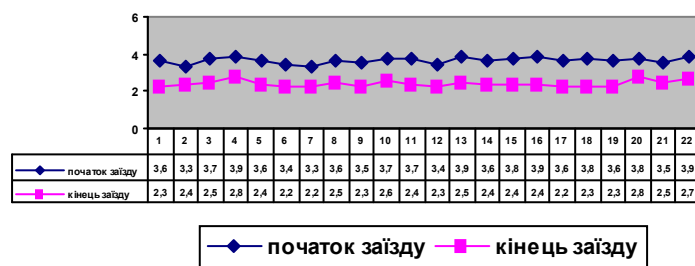 6
4
2
0
1 2 3 4 5 6 7 8 9 10 11 12 13 14 15 16 17 18 19 20 21 22
початок заїзду 3,6 3,3 3,7 3,9 3,6 3,4 3,3 3,6 3,5 3,7 3,7 3,4 3,9 3,6 3,8 3,9 3,6 3,8 3,6 3,8 3,5 3,9
кінець заїзду 2,3 2,4 2,5 2,8 2,4 2,2 2,2 2,5 2,3 2,6 2,4 2,3 2,5 2,4 2,4 2,4 2,2 2,3 2,3 2,8 2,5 2,7
початок заїзду кінець заїзду